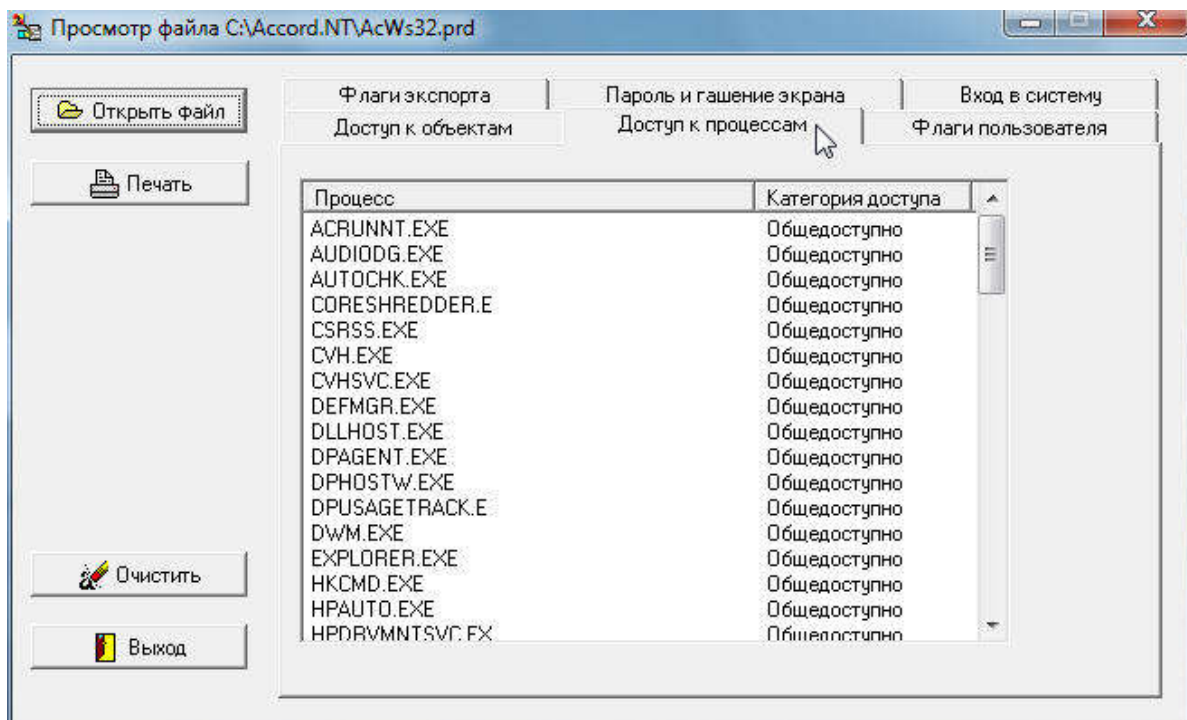 Просмотр файла C:\Accord.NT\AcWs32.prd
Открыть файл
Печать
Очистить
Выход
Флаги экспорта Пароль и гашение экрана Вход в систему
Доступ к объектам Доступ к процессам Флаги пользователя
Процесс Категория доступа
ACRUNNT.EXE Общедоступно
AUDIODG.EXE Общедоступно
AUTOCHK.EXE Общедоступно
CORESHREDDER.E Общедоступно
CSRSS.EXE Общедоступно
CVH.EXE Общедоступно
CVHSVC.EXE Общедоступно
DEFMGR.EXE Общедоступно
DLLHOST.EXE Общедоступно
DPAGENT.EXE Общедоступно
DPHOSTW.EXE Общедоступно
DPUSAGETRACK.E Общедоступно
DWM.EXE Общедоступно
EXPLORER.EXE Общедоступно
HKCMD.EXE Общедоступно
HPAUTO.EXE Общедоступно
HPDRVMNTSVC.EX Общедоступно